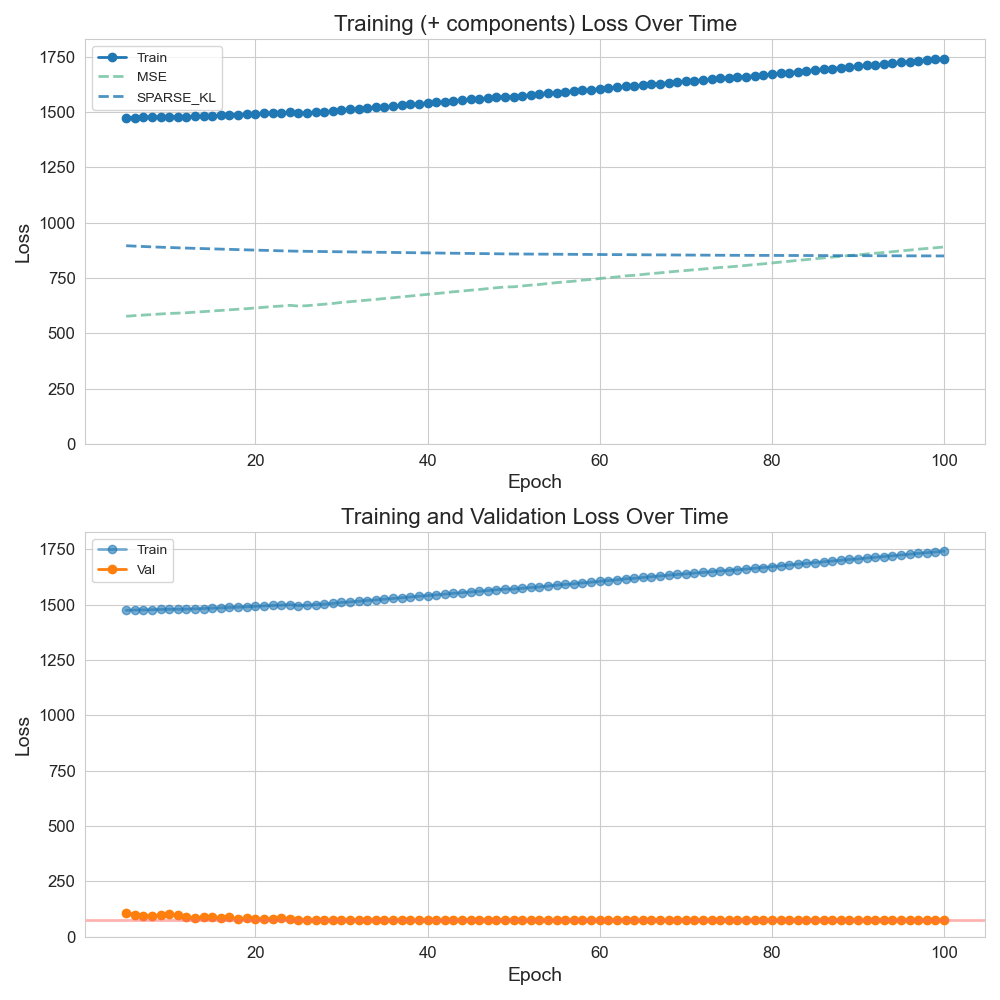 Training (+ components) Loss Over Time
Train
MSE
SPARSE_KL
Loss
1750
1500
1250
1000
750
500
250
0
20 40 60 80 100
Epoch
Training and Validation Loss Over Time
Train
Val
Loss
1750
1500
1250
1000
750
500
250
0
20 40 60 80 100
Epoch